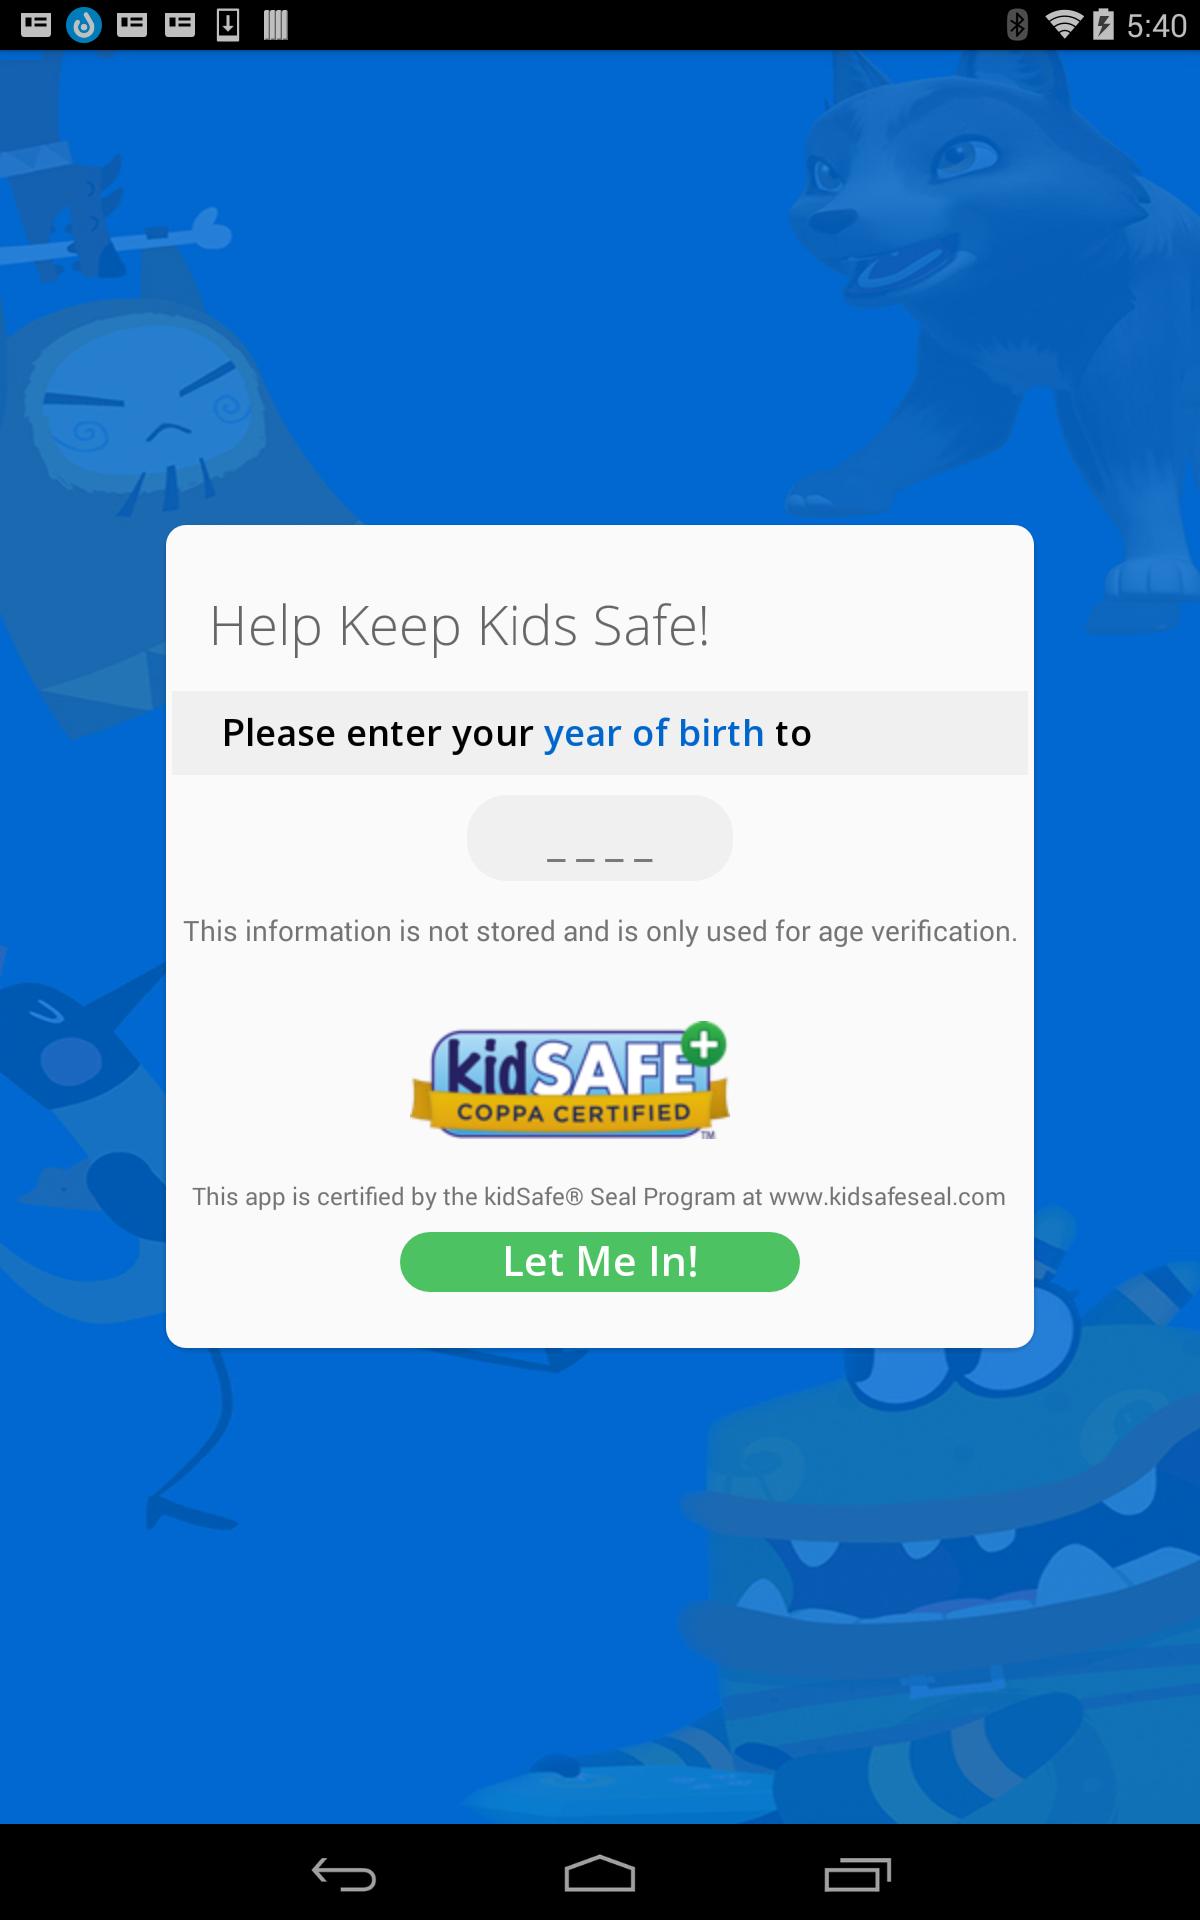 5:40
Help Keep Kids Safe!
Please enter your year of birth to
_ _ _ _
This information is not stored and is only used for age verification.
kidSAFE+
COPPA CERTIFIED
TM
This app is certified by the kidSafe® Seal Program at www.kidsafeseal.com
Let Me In!